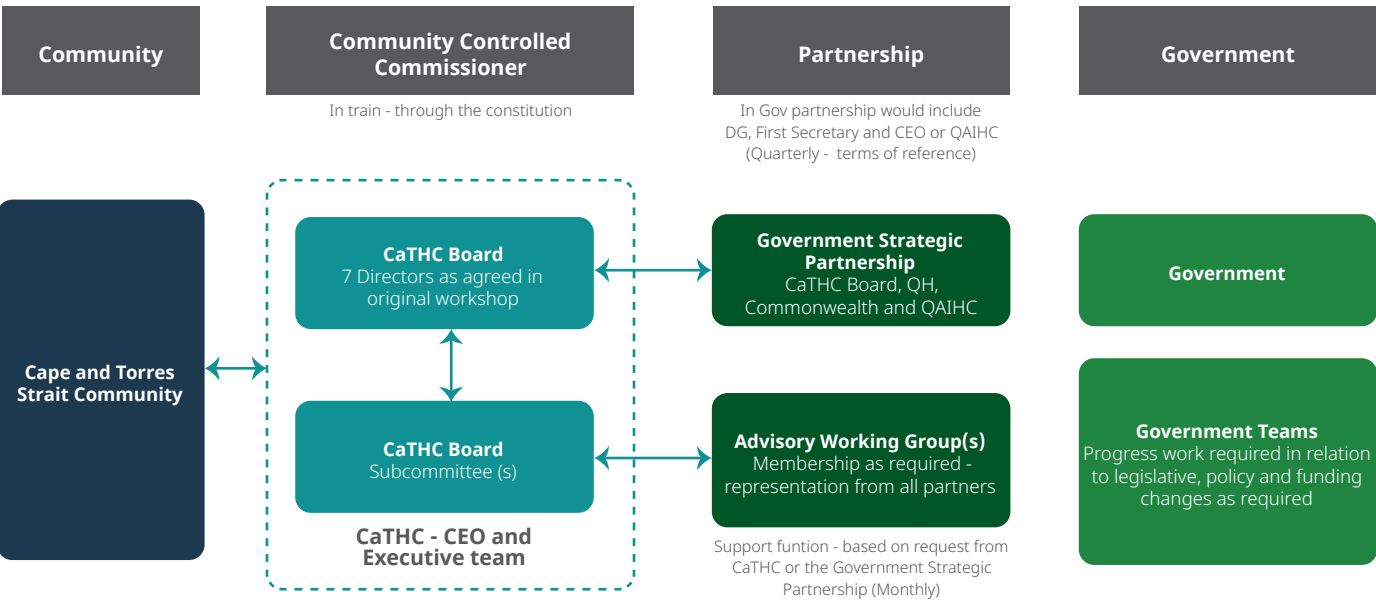 Community
Community Controlled
Commissioner
Partnership
Government
In train - through the constitution
In Gov partnership would include
DG, First Secretary and CEO or QAIHC
(Quarterly -  terms of reference)
Cape and Torres
Strait Community
CaTHC Board
7 Directors as agreed in
original workshop
CaTHC Board
Subcommittee (s)
CaTHC - CEO and
Executive team
Government Strategic
Partnership
CaTHC Board, QH,
Commonwealth and QAIHC
Advisory Working Group(s)
Membership as required -
representation from all partners
Support funtion - based on request from
CaTHC or the Government Strategic
Partnership (Monthly)
Government
Government Teams
Progress work required in relation
to legislative, policy and funding
changes as required